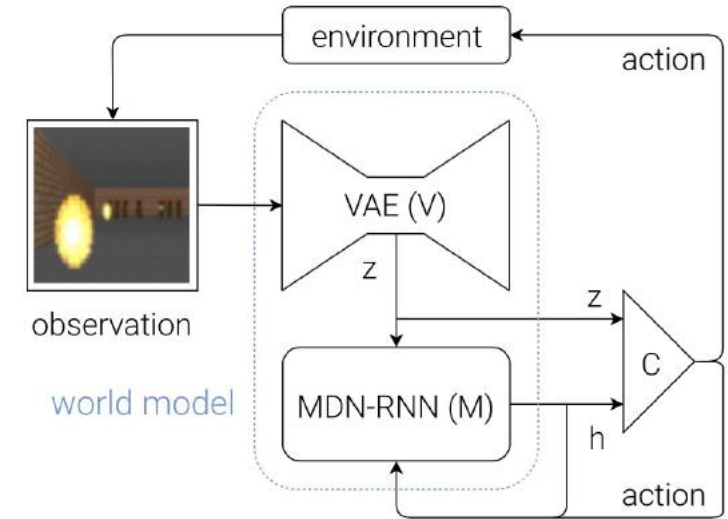 environment
action
VAE (V)
z
z
observation
C
world model
MDN-RNN (M)
h
action